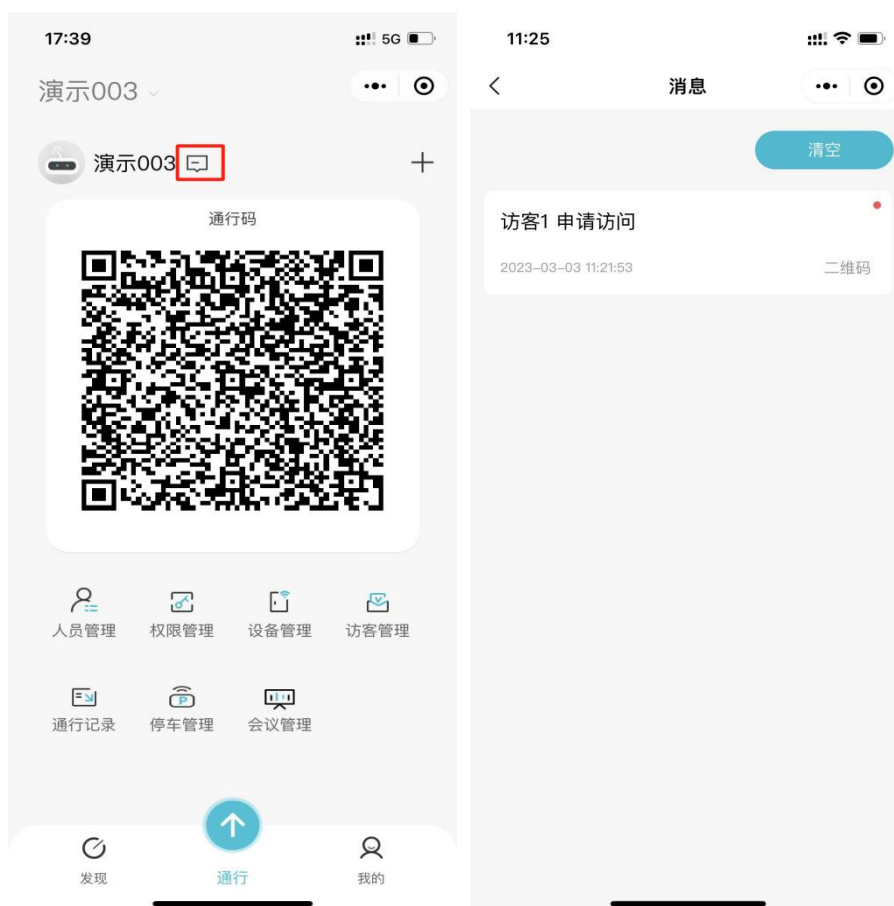 17:39
5G
演示003
演示003
通行码
人员管理
权限管理
设备管理
访客管理
通行记录
停车管理
会议管理
发现
通行
我的
11:25
消息
清空
访客1 申请访问
2023-03-03 11:21:53
二维码